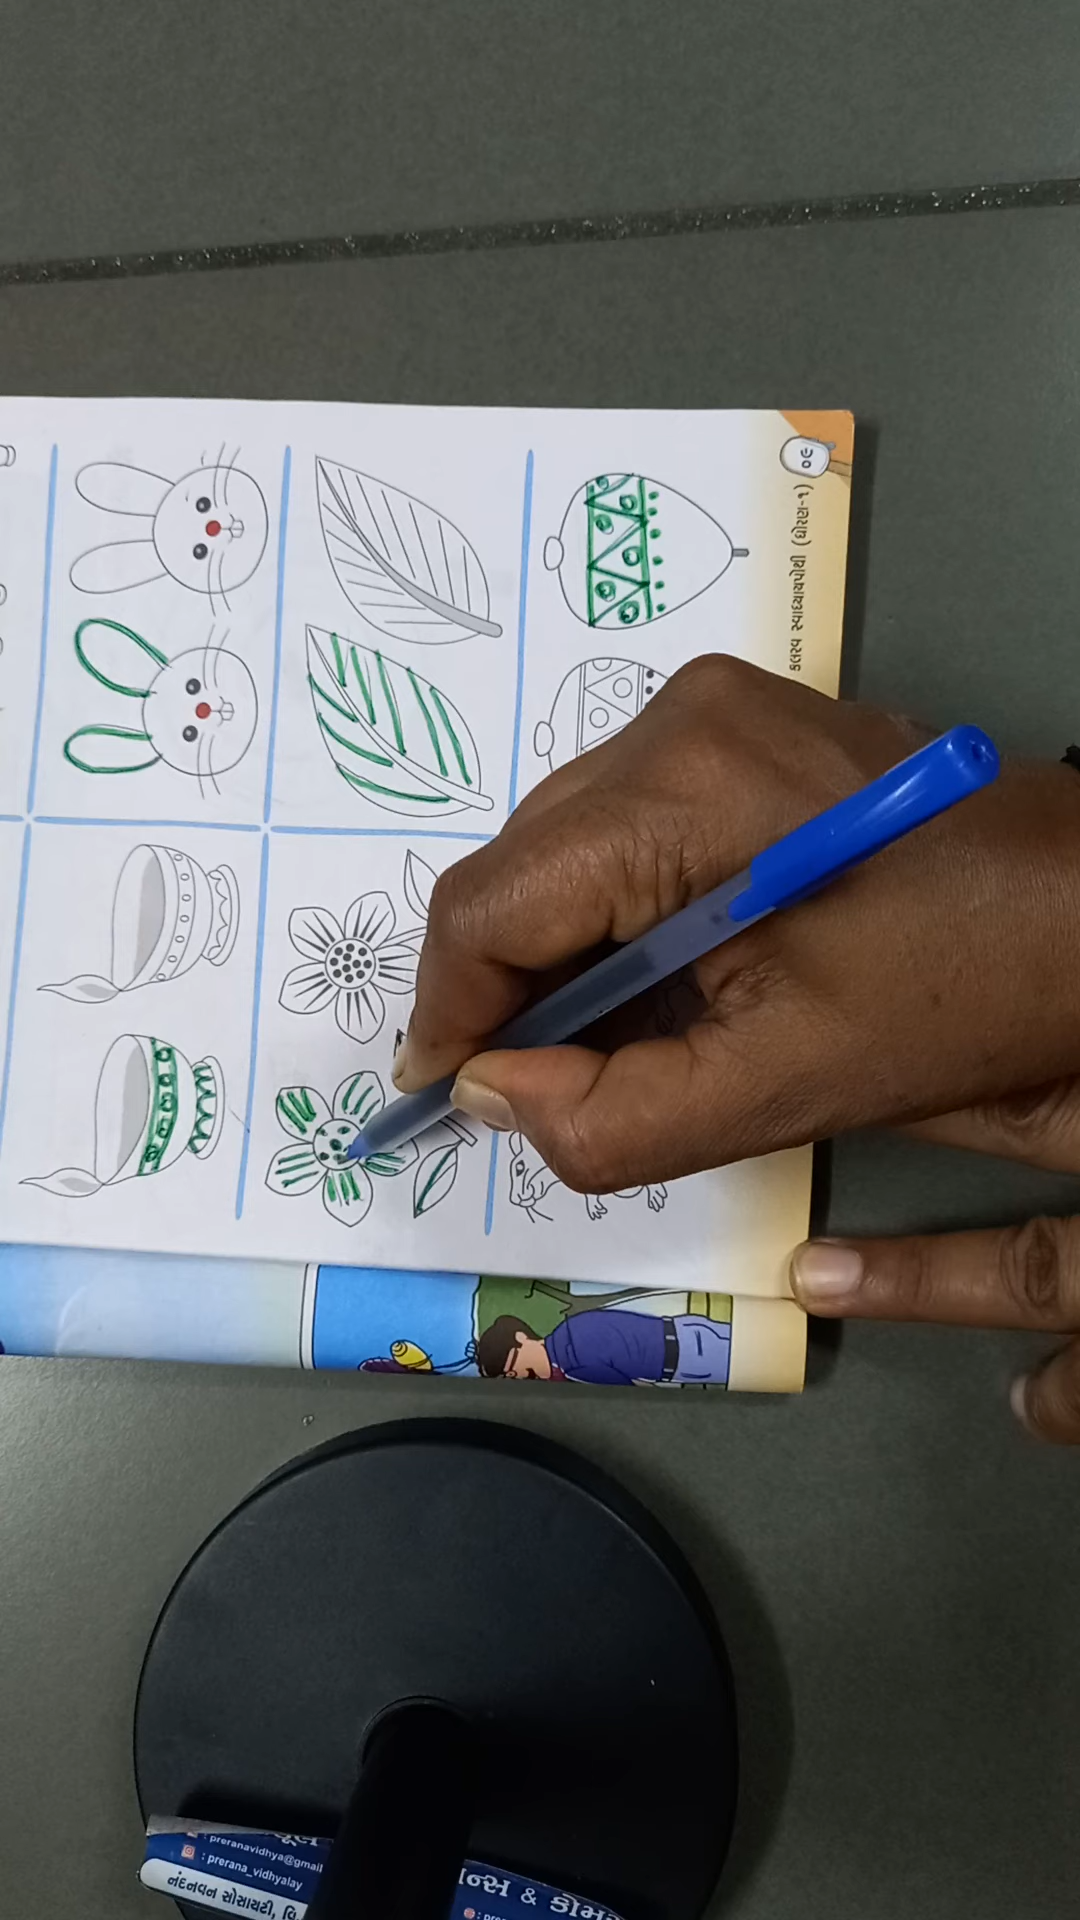 ૭૦
કલરવ સ્વાધ્યાયપોથી (ધોરણ-૧)
: preranavidhya@gmail
: prerana_vidhyalay
નંદનવન સોસાયટી, વિ
ન્સ & કોમ